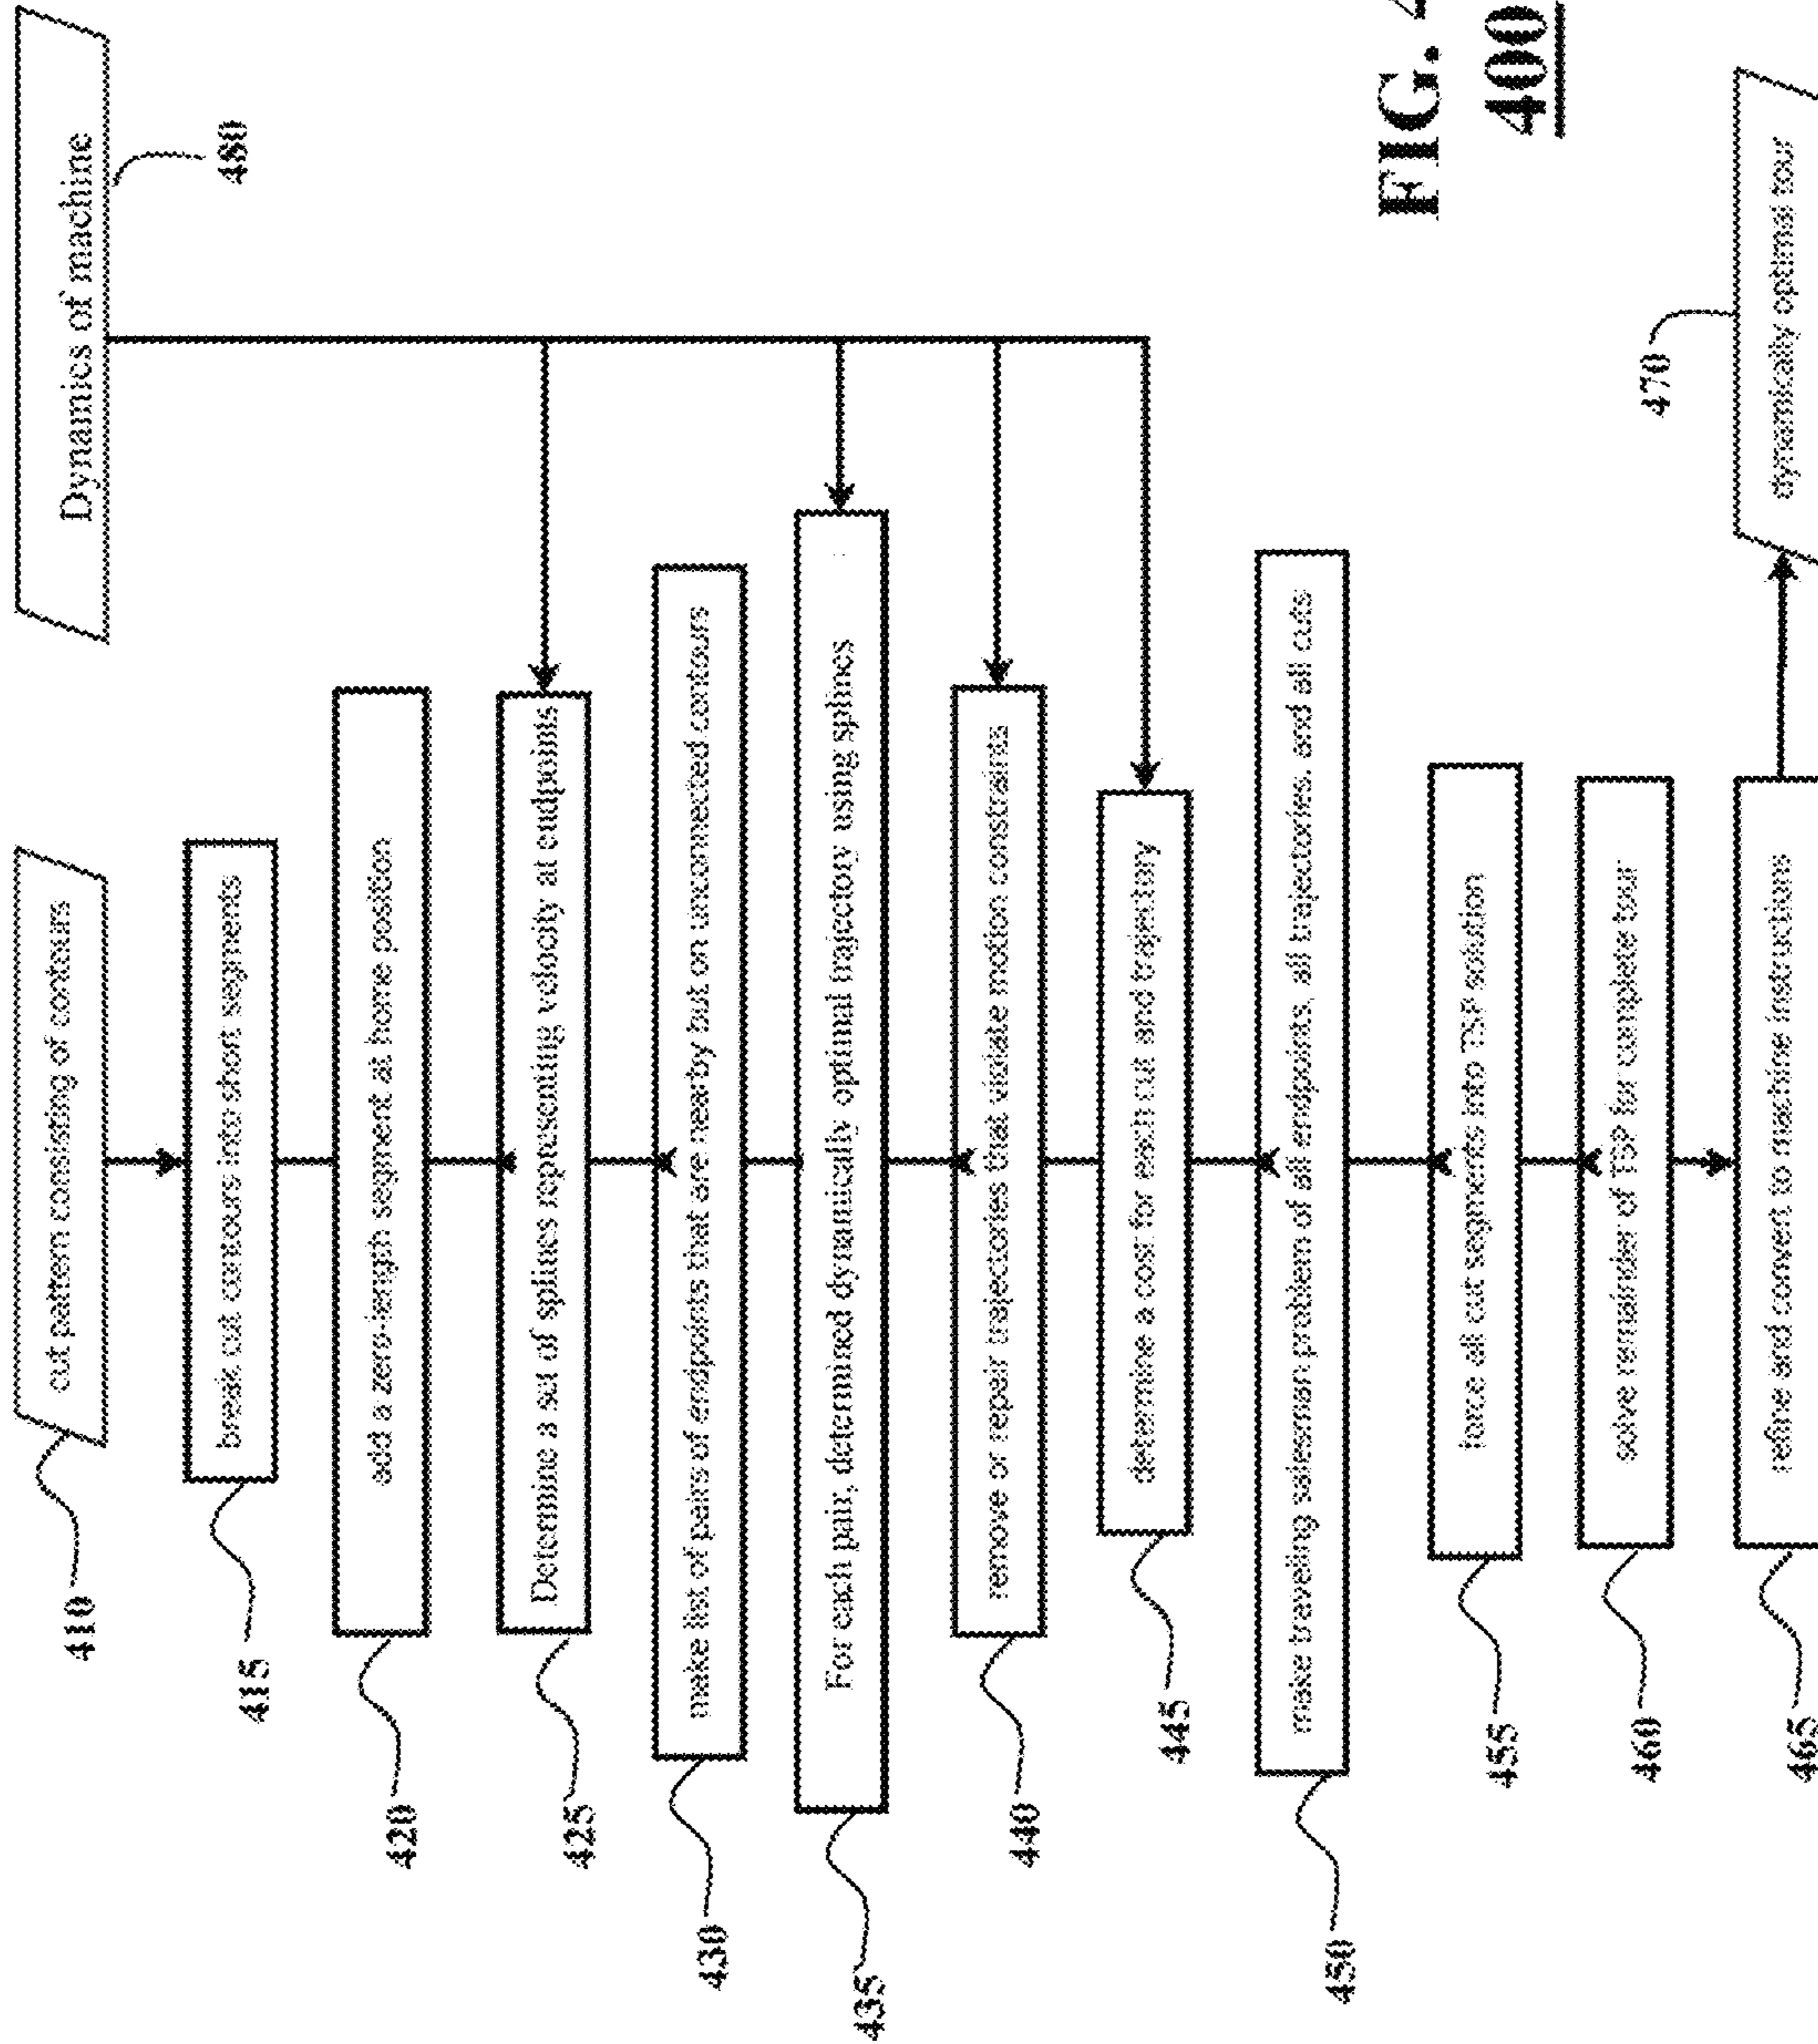 cut pattern consisting of contours
410
Dynamics of machine
480
break cut contours into short segments
415
add a zero-length segment at home position
420
Determine a set of splines representing velocity at endpoints
425
make list of pairs of endpoints that are nearby but on unconnected contours
430
For each pair, determined dynamically optimal trajectory using splines
435
remove or repair trajectories that violate motion constraints
440
determine a cost for each cut and trajectory
445
make traveling salesman problem of all endpoints, all trajectories, and all cuts
450
force all cut segments into TSP solution
455
solve remainder of TSP for complete tour
460
refine and convert to machine instructions
465
dynamically optimal tour
470
FIG. 4
400